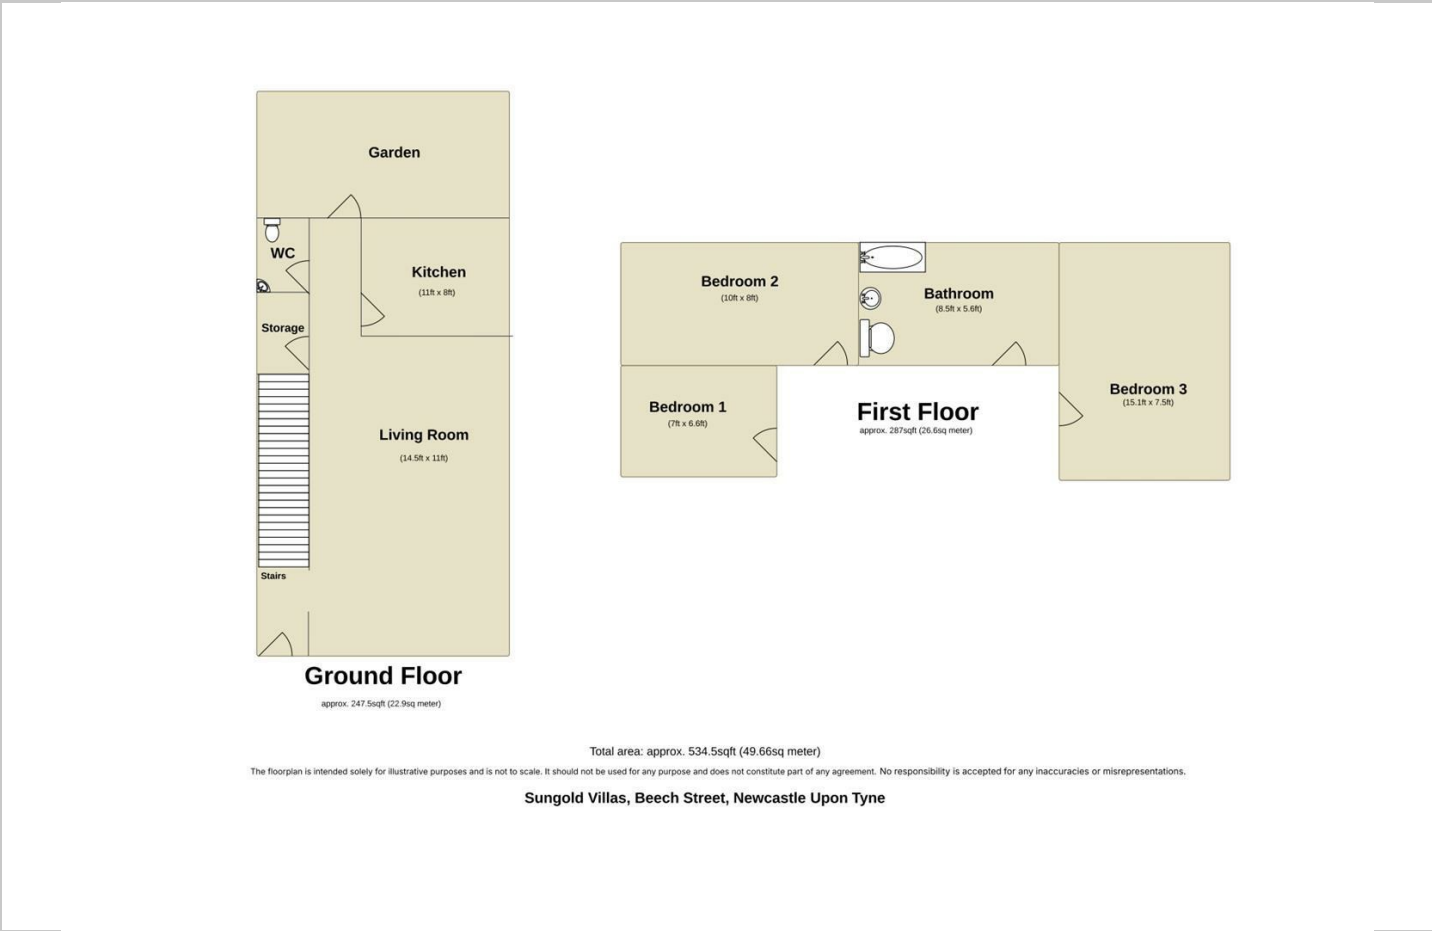 Garden
WC
Kitchen
(11ft x 8ft)
Storage
Living Room
(14.5ft x 11ft)
Stairs
Ground Floor
approx. 247.5sqft (22.9sq meter)
Bedroom 2
(10ft x 8ft)
Bathroom
(8.5ft x 5.6ft)
Bedroom 3
(15.1ft x 7.5ft)
Bedroom 1
(7ft x 6.6ft)
First Floor
approx. 287sqft (26.6sq meter)
Total area: approx. 534.5sqft (49.66sq meter)
The floorplan is intended solely for illustrative purposes and is not to scale. It should not be used for any purpose and does not constitute part of any agreement. No responsibility is accepted for any inaccuracies or misrepresentations.
Sungold Villas, Beech Street, Newcastle Upon Tyne